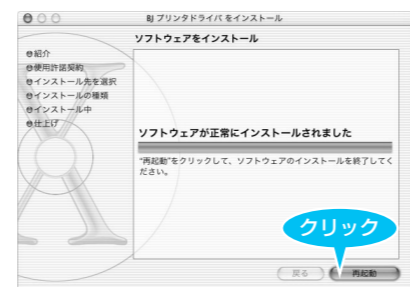 BJ プリンタドライバ をインストール
ソフトウェアをインストール
紹介
使用許諾契約
インストール先を選択
インストールの種類
インストール中
仕上げ
ソフトウェアが正常にインストールされました
"再起動"をクリックして、ソフトウェアのインストールを終了してく
ださい。
クリック
戻る
再起動